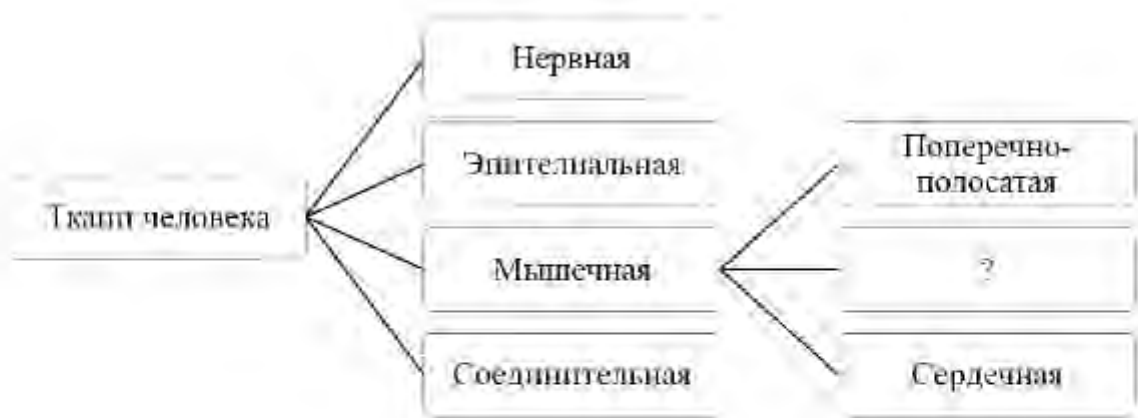 Нервная
Эпителиальная
Поперечно-
полосатая
Ткани человека
Мышечная
?
Соединительная
Сердечная